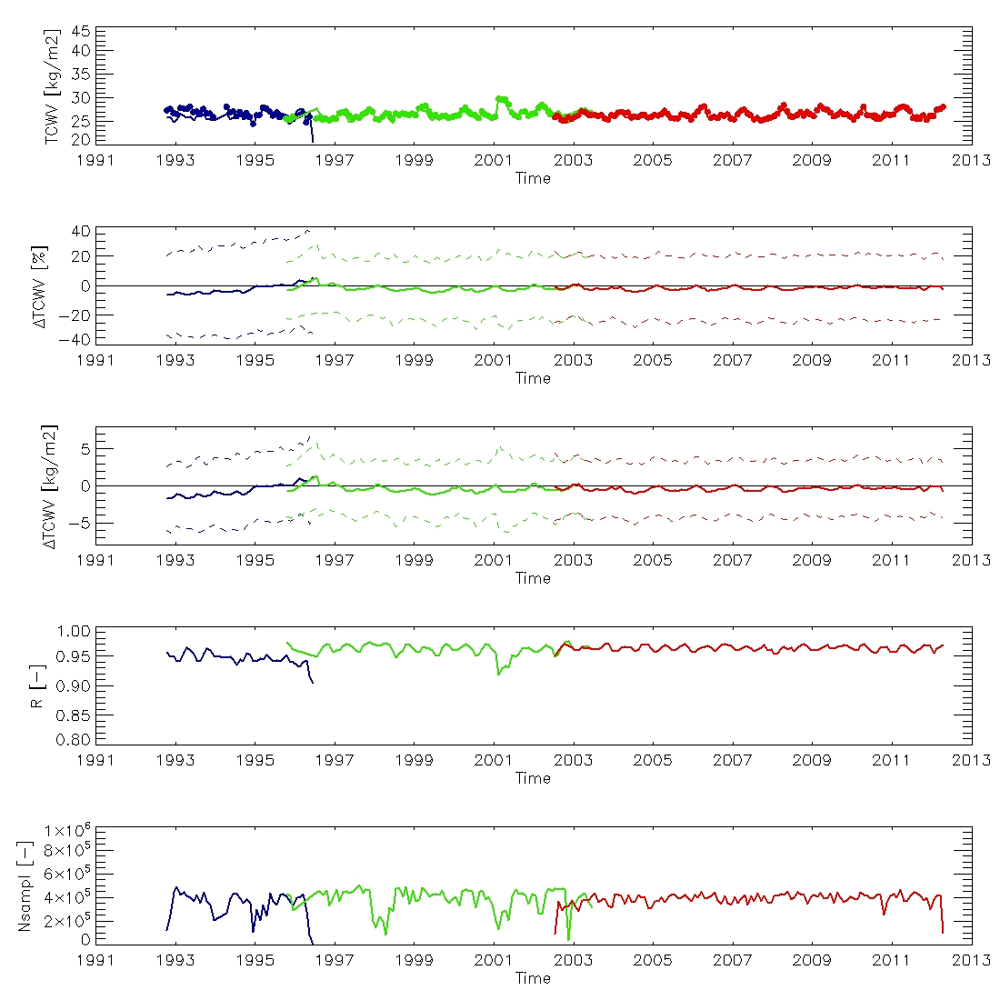 TCWV [kg/m2]
45
40
35
30
25
20
1991 1993 1995 1997 1999 2001 2003 2005 2007 2009 2011 2013
Time
ΔTCWV [%]
40
20
0
−20
−40
1991 1993 1995 1997 1999 2001 2003 2005 2007 2009 2011 2013
Time
ΔTCWV [kg/m2]
5
0
−5
1991 1993 1995 1997 1999 2001 2003 2005 2007 2009 2011 2013
Time
R [−]
1.00
0.95
0.90
0.85
0.80
1991 1993 1995 1997 1999 2001 2003 2005 2007 2009 2011 2013
Time
Nsampl [−]
1×10⁶
8×10⁵
6×10⁵
4×10⁵
2×10⁵
0
1991 1993 1995 1997 1999 2001 2003 2005 2007 2009 2011 2013
Time